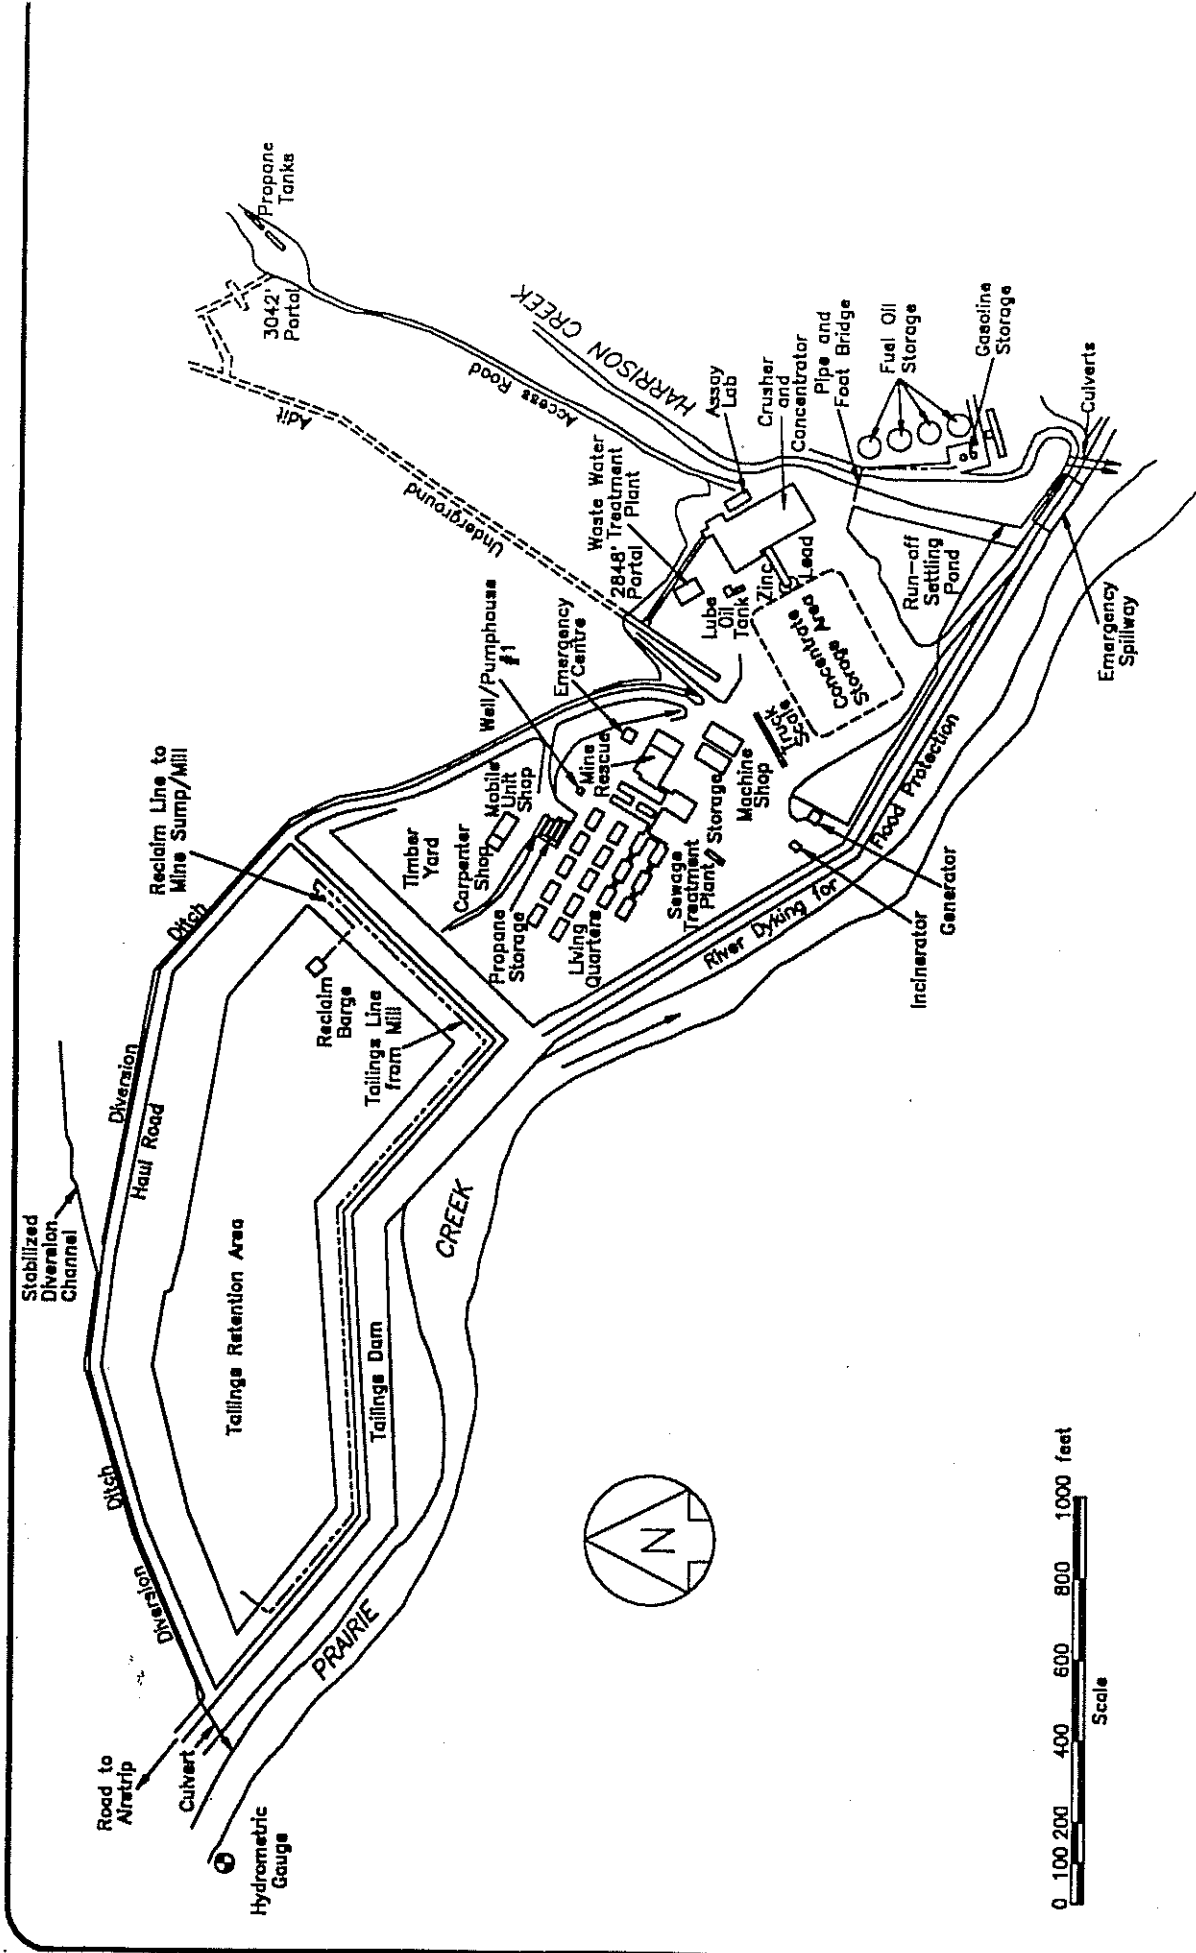 Propane
Tanks
3042'
Portal
Adit
Underground
Access Road
HARRISON CREEK
Assay
Lab
Crusher
and
Concentrator
Pipe and
Foot Bridge
Fuel Oil
Storage
Gasoline
Storage
Culverts
Waste Water
Treatment
Plant
2848'
Portal
Lube
Oil
Tank
Zinc
Lead
Concentrate
Storage Area
Run-off
Settling
Pond
Emergency
Spillway
Truck
Scale
Well/Pumphouse
#1
Emergency
Centre
Mine
Rescue
Mobile
Unit
Shop
Machine
Shop
Storage
Reclaim Line to
Mine Sump/Mill
Timber
Yard
Carpenter
Shop
Propane
Storage
Living
Quarters
Sewage
Treatment
Plant
River Dyking for Flood Protection
Generator
Incinerator
Reclaim
Barge
Tailings Line
from Mill
Diversion Ditch
Haul Road
Stabilized
Diversion
Channel
Tailings Retention Area
Tailings Dam
Diversion Ditch
PRAIRIE CREEK
Road to
Airstrip
Culvert
Hydrometric
Gauge
N
0 100 200 400 600 800 1000 feet
Scale